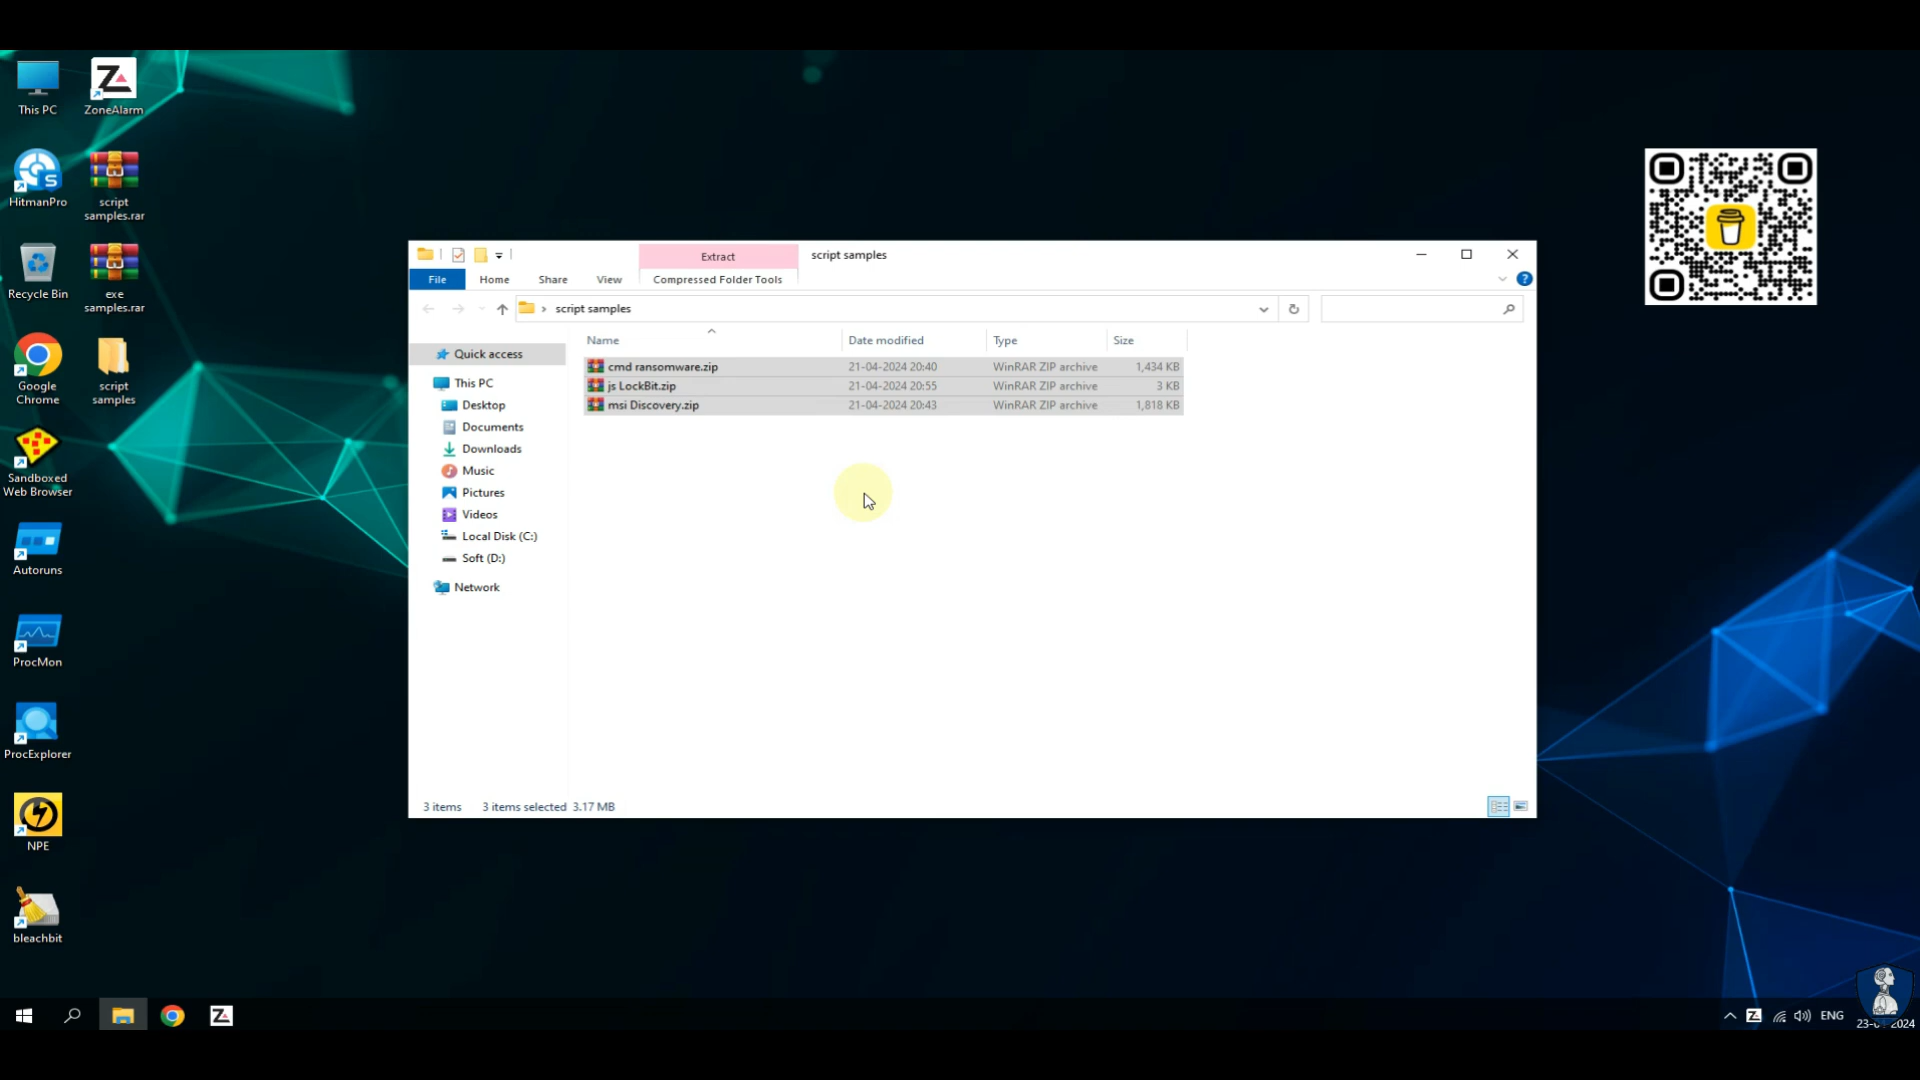 This PC
ZoneAlarm
HitmanPro
script
samples.rar
Recycle Bin
exe
samples.rar
Google
Chrome
script
samples
Sandboxed
Web Browser
Autoruns
ProcMon
ProcExplorer
NPE
bleachbit
Extract
script samples
File
Home
Share
View
Compressed Folder Tools
script samples
Name
Date modified
Type
Size
Quick access
This PC
Desktop
Documents
Downloads
Music
Pictures
Videos
Local Disk (C:)
Soft (D:)
Network
cmd ransomware.zip 21-04-2024 20:40 WinRAR ZIP archive 1,434 KB
js LockBit.zip 21-04-2024 20:55 WinRAR ZIP archive 3 KB
msi Discovery.zip 21-04-2024 20:43 WinRAR ZIP archive 1,818 KB
3 items 3 items selected 3.17 MB
ENG